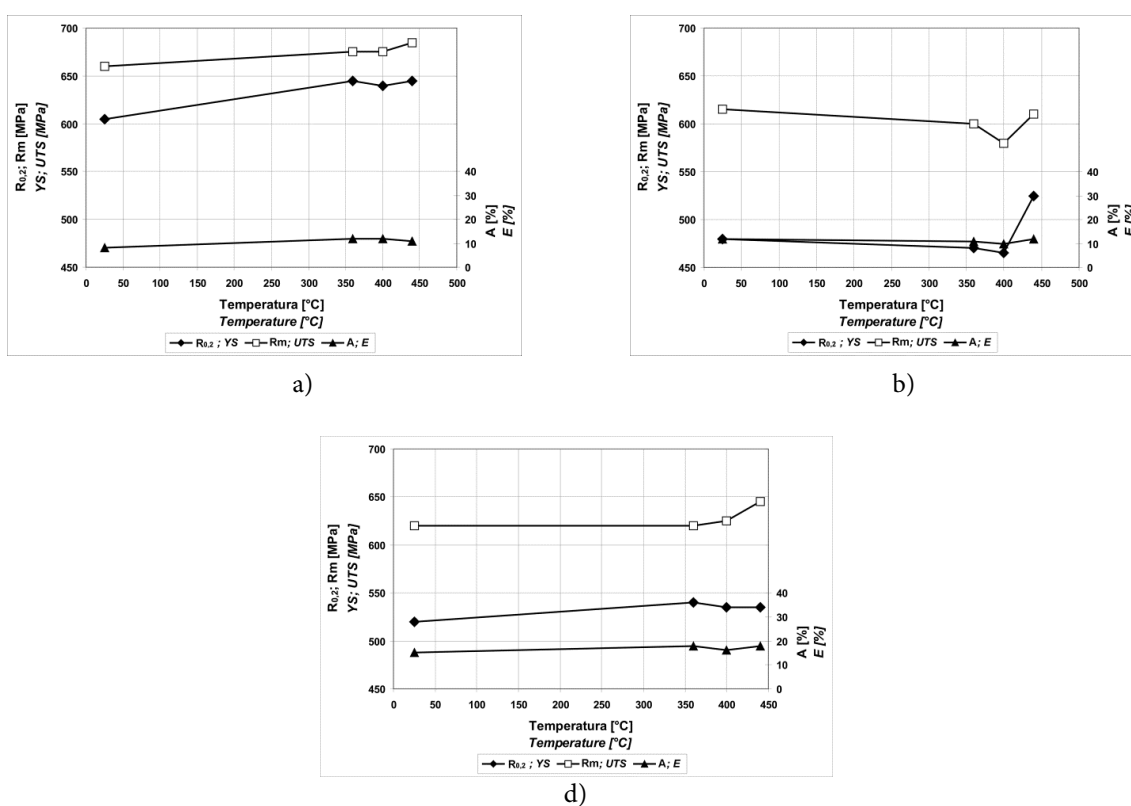 700
650
600
550
500
450
R0,2; Rm [MPa]
YS; UTS [MPa]
40
30
20
10
0
A [%]
E [%]
0 50 100 150 200 250 300 350 400 450 500
Temperatura [°C]
Temperature [°C]
R0,2 ; YS Rm; UTS A; E
a)
700
650
600
550
500
450
R0,2; Rm [MPa]
YS; UTS [MPa]
40
30
20
10
0
A [%]
E [%]
0 50 100 150 200 250 300 350 400 450 500
Temperatura [°C]
Temperature [°C]
R0,2 ; YS Rm; UTS A; E
b)
700
650
600
550
500
450
R0,2; Rm [MPa]
YS; UTS [MPa]
40
30
20
10
0
A [%]
E [%]
0 50 100 150 200 250 300 350 400 450
Temperatura [°C]
Temperature [°C]
R0,2 ; YS Rm; UTS A; E
d)